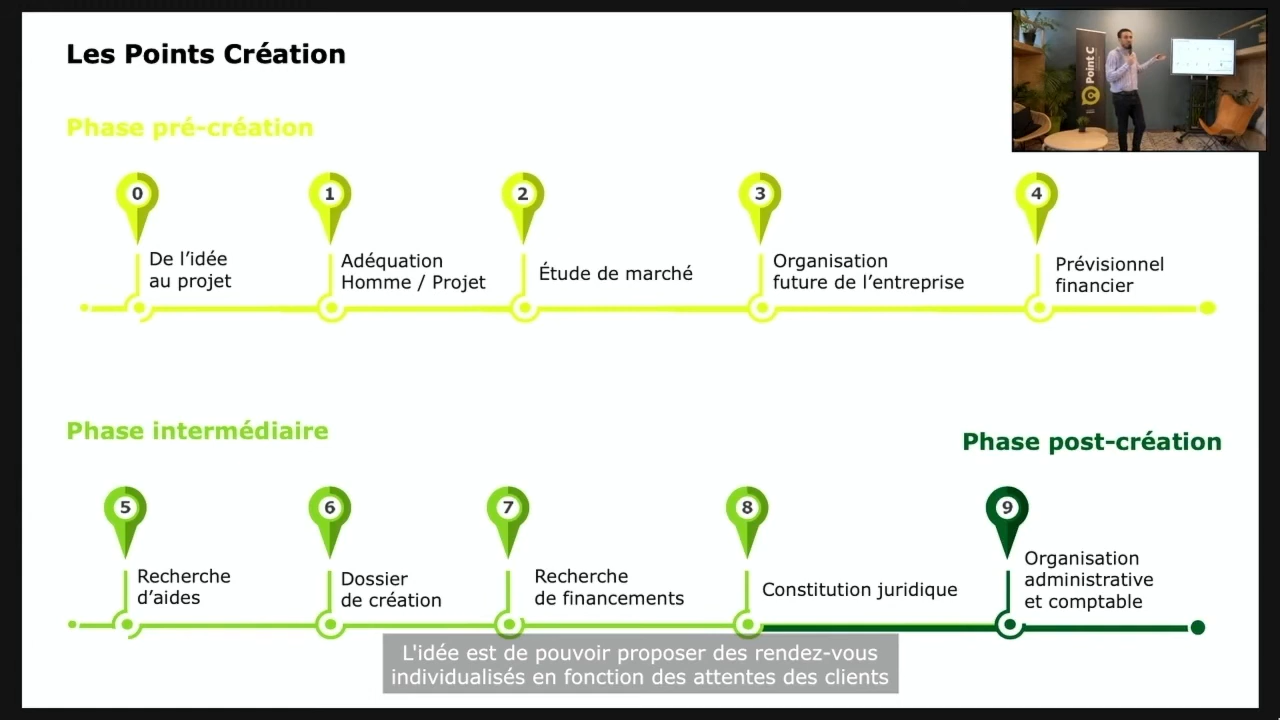 Les Points Création
Point C
Phase pré-création
0
1
2
3
4
De l’idée
au projet
Adéquation
Homme / Projet
Étude de marché
Organisation
future de l’entreprise
Prévisionnel
financier
Phase intermédiaire
Phase post-création
5
6
7
8
9
Recherche
d’aides
Dossier
de création
Recherche
de financements
Constitution juridique
Organisation
administrative
et comptable
L'idée est de pouvoir proposer des rendez-vous
individualisés en fonction des attentes des clients